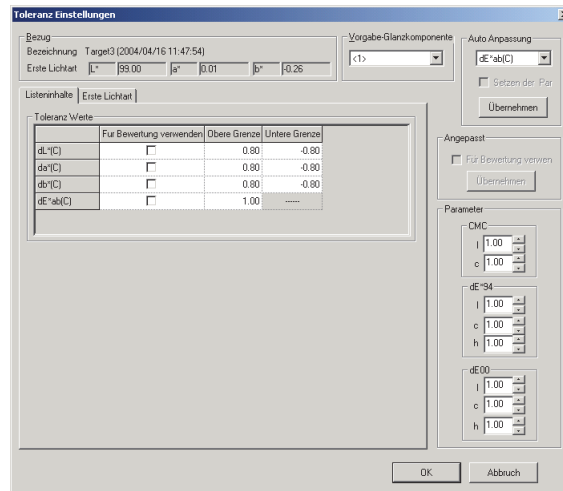 Toleranz Einstellungen
Bezug
Bezeichnung Target3 (2004/04/16 11:47:54)
Erste Lichtart L* 99.00 a* 0.01 b* -0.26
Vorgabe-Glanzkomponente
<1>
Auto Anpassung
dE*ab(C)
Setzen der Par
Übernehmen
Listeninhalte Erste Lichtart
Toleranz Werte
Fur Bewertung verwenden Obere Grenze Untere Grenze
dL*(C) 0.80 -0.80
da*(C) 0.80 -0.80
db*(C) 0.80 -0.80
dE*ab(C) 1.00 ------
Angepasst
Für Bewertung verwen
Übernehmen
Parameter
CMC
l 1.00
c 1.00
dE*94
l 1.00
c 1.00
h 1.00
dE00
l 1.00
c 1.00
h 1.00
OK Abbruch